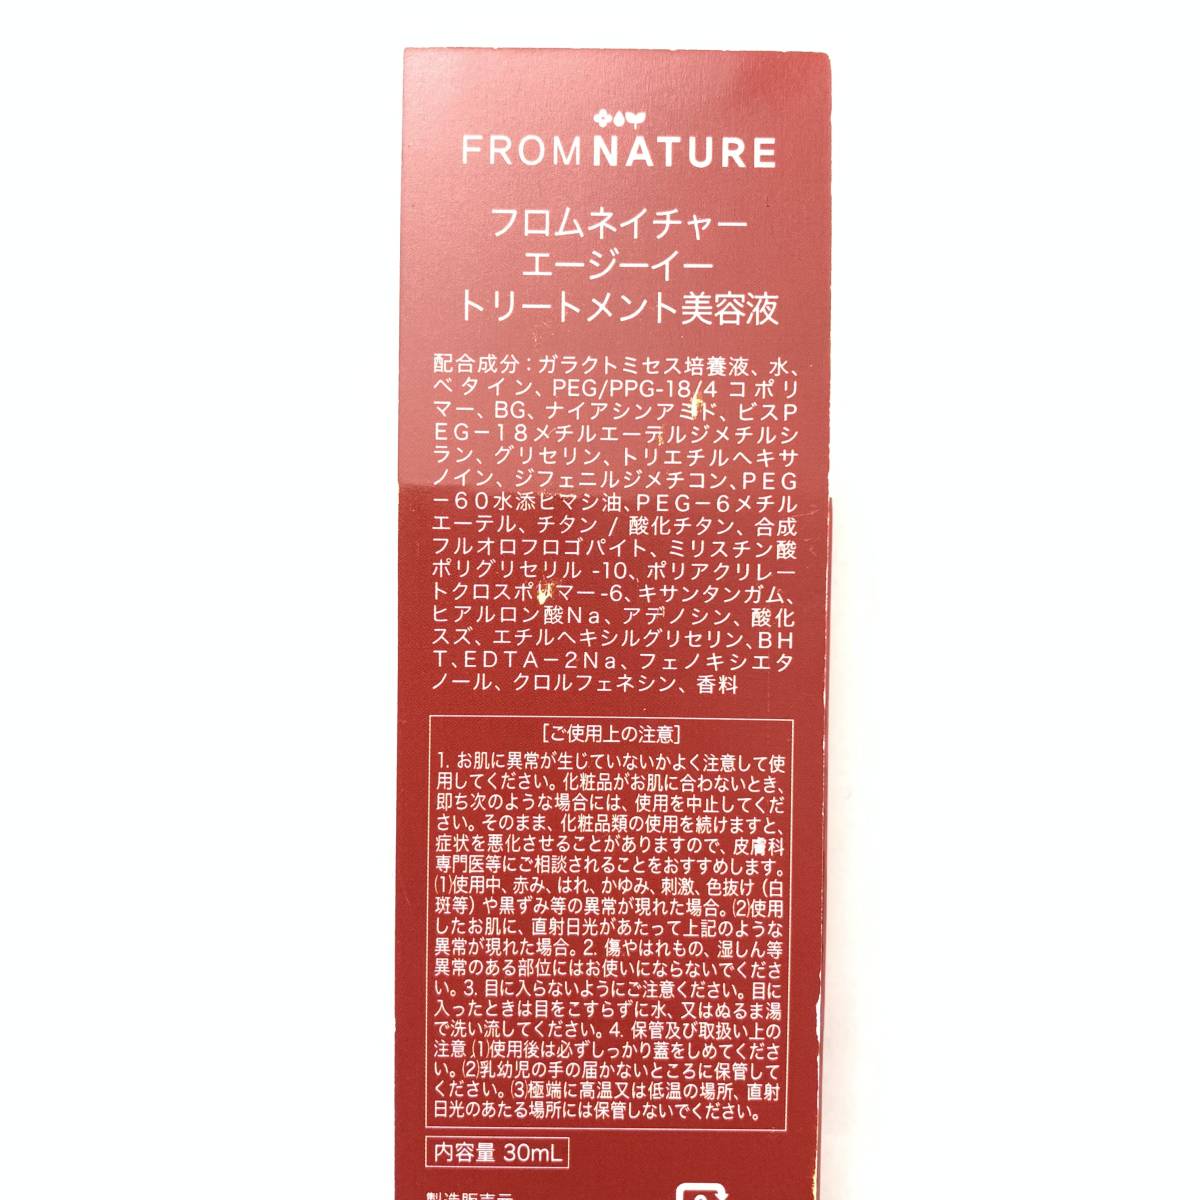 FROMNATURE
フロムネイチャー
エージーイー
トリートメント美容液
配合成分：ガラクトミセス培養液、水、
ベタイン、PEG/PPG-18/4 コポリ
マー、BG、ナイアシンアミド、ビスP
EG－18メチルエーテルジメチルシ
ラン、グリセリン、トリエチルヘキサ
ノイン、ジフェニルジメチコン、PEG
－60水添ヒマシ油、PEG－6メチル
エーテル、チタン / 酸化チタン、合成
フルオロフロゴパイト、ミリスチン酸
ポリグリセリル -10、ポリアクリレー
トクロスポリマー-6、キサンタンガム、
ヒアルロン酸Na、アデノシン、酸化
スズ、エチルヘキシルグリセリン、BH
T、EDTA－2Na、フェノキシエタ
ノール、クロルフェネシン、香料
[ご使用上の注意]
1. お肌に異常が生じていないかよく注意して使
用してください。化粧品がお肌に合わないとき、
即ち次のような場合には、使用を中止してくだ
さい。そのまま、化粧品類の使用を続けますと、
症状を悪化させることがありますので、皮膚科
専門医等にご相談されることをおすすめします。
(1)使用中、赤み、はれ、かゆみ、刺激、色抜け（白
斑等）や黒ずみ等の異常が現れた場合。(2)使用
したお肌に、直射日光があたって上記のような
異常が現れた場合。2. 傷やはれもの、湿しん等
異常のある部位にはお使いにならないでくださ
い。3. 目に入らないようにご注意ください。目に
入ったときは目をこすらずに水、又はぬるま湯
で洗い流してください。4. 保管及び取扱い上の
注意 (1)使用後は必ずしっかり蓋をしめてくださ
い。(2)乳幼児の手の届かないところに保管して
ください。(3)極端に高温又は低温の場所、直射
日光のあたる場所には保管しないでください。
内容量 30mL
製造販売元